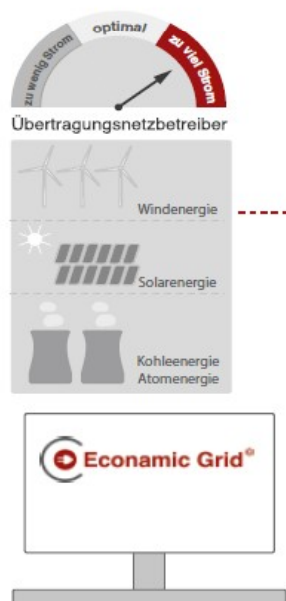 zu wenig Strom
optimal
zu viel Strom
Übertragungsnetzbetreiber
Windenergie
Solarenergie
Kohleenergie
Atomenergie
Econamic Grid®